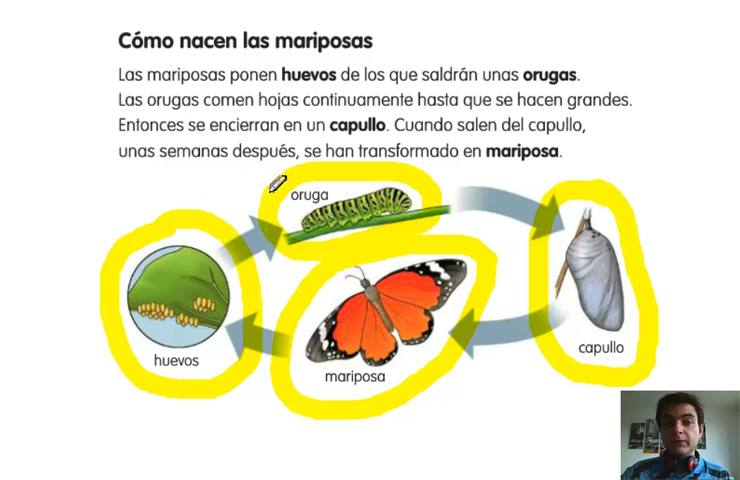 Cómo nacen las mariposas
Las mariposas ponen huevos de los que saldrán unas orugas.
Las orugas comen hojas continuamente hasta que se hacen grandes.
Entonces se encierran en un capullo. Cuando salen del capullo,
unas semanas después, se han transformado en mariposa.
oruga
huevos
mariposa
capullo